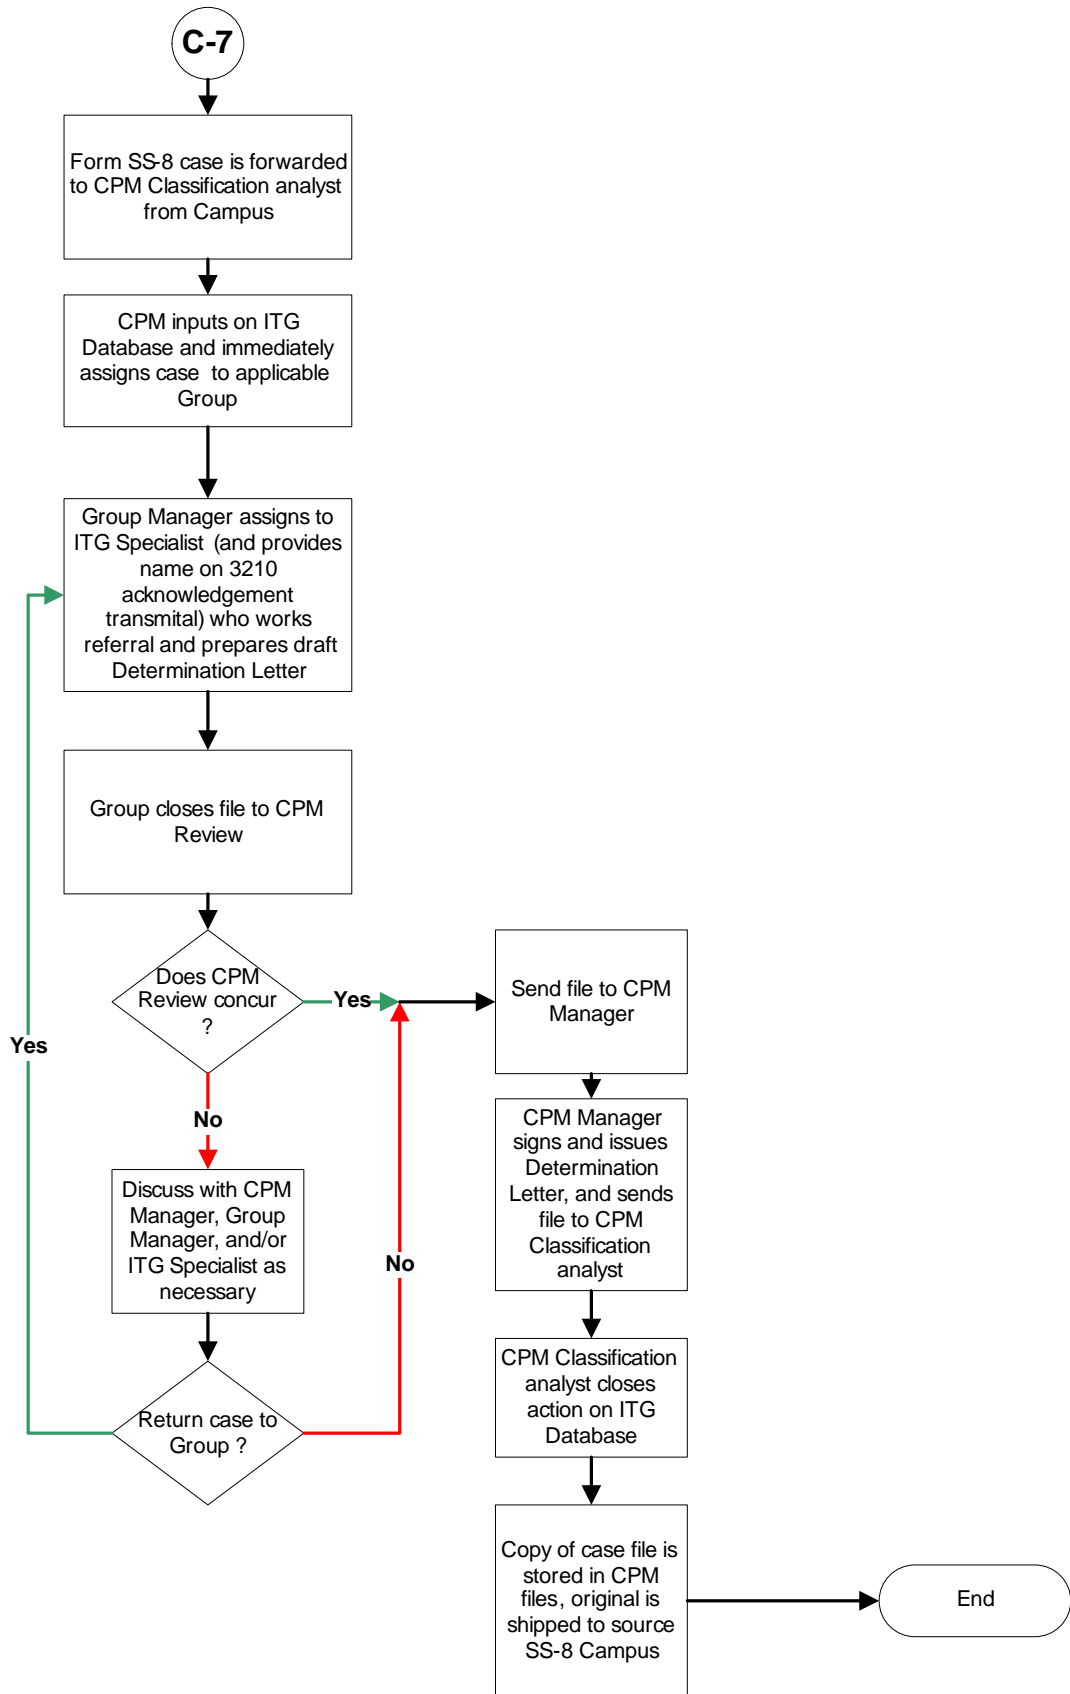 C-7
Form SS-8 case is forwarded
to CPM Classification analyst
from Campus
CPM inputs on ITG
Database and immediately
assigns case to applicable
Group
Group Manager assigns to
ITG Specialist (and provides
name on 3210
acknowledgement
transmital) who works
referral and prepares draft
Determination Letter
Group closes file to CPM
Review
Does CPM
Review concur
?
Yes
Send file to CPM
Manager
Yes
No
CPM Manager
signs and issues
Determination
Letter, and sends
file to CPM
Classification
analyst
Discuss with CPM
Manager, Group
Manager, and/or
ITG Specialist as
necessary
No
CPM Classification
analyst closes
action on ITG
Database
Return case to
Group ?
Copy of case file is
stored in CPM
files, original is
shipped to source
SS-8 Campus
End